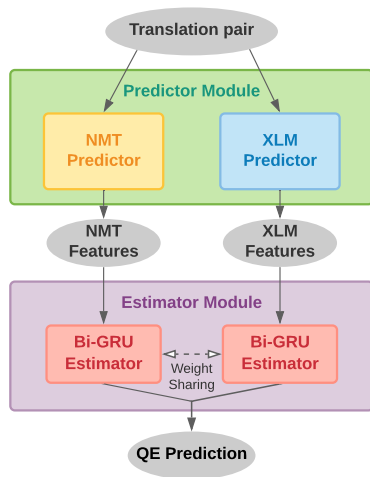 Translation pair
Predictor Module
NMT
Predictor
XLM
Predictor
NMT
Features
XLM
Features
Estimator Module
Bi-GRU
Estimator
Weight
Sharing
Bi-GRU
Estimator
QE Prediction